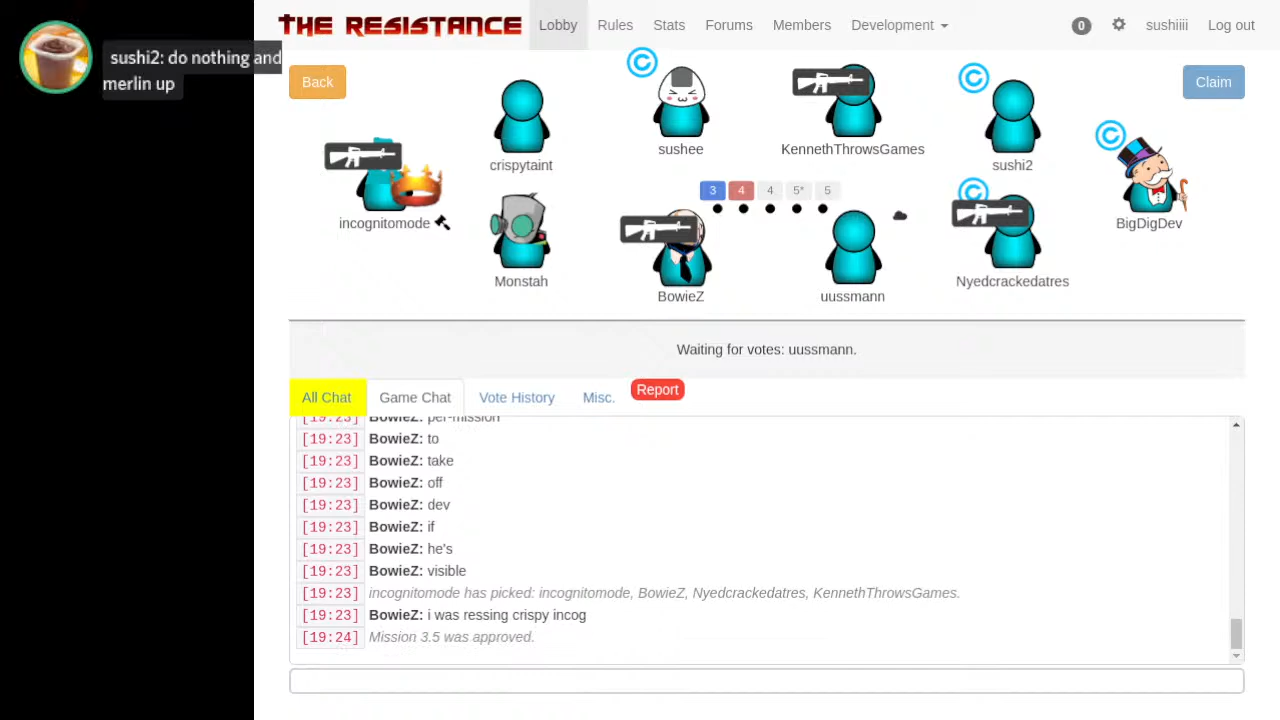 sushi2: do nothing and
merlin up
THE RESISTANCE
Lobby Rules Stats Forums Members Development
0 sushiiii Log out
Back
Claim
crispytaint
sushee
KennethThrowsGames
sushi2
incognitomode
BigDigDev
3 4 4 5* 5
Monstah
BowieZ
uussmann
Nyedcrackedatres
Waiting for votes: uussmann.
All Chat Game Chat Vote History Misc. Report
[19:23] BowieZ: per-mission
[19:23] BowieZ: to
[19:23] BowieZ: take
[19:23] BowieZ: off
[19:23] BowieZ: dev
[19:23] BowieZ: if
[19:23] BowieZ: he's
[19:23] BowieZ: visible
[19:23] incognitomode has picked: incognitomode, BowieZ, Nyedcrackedatres, KennethThrowsGames.
[19:23] BowieZ: i was ressing crispy incog
[19:24] Mission 3.5 was approved.